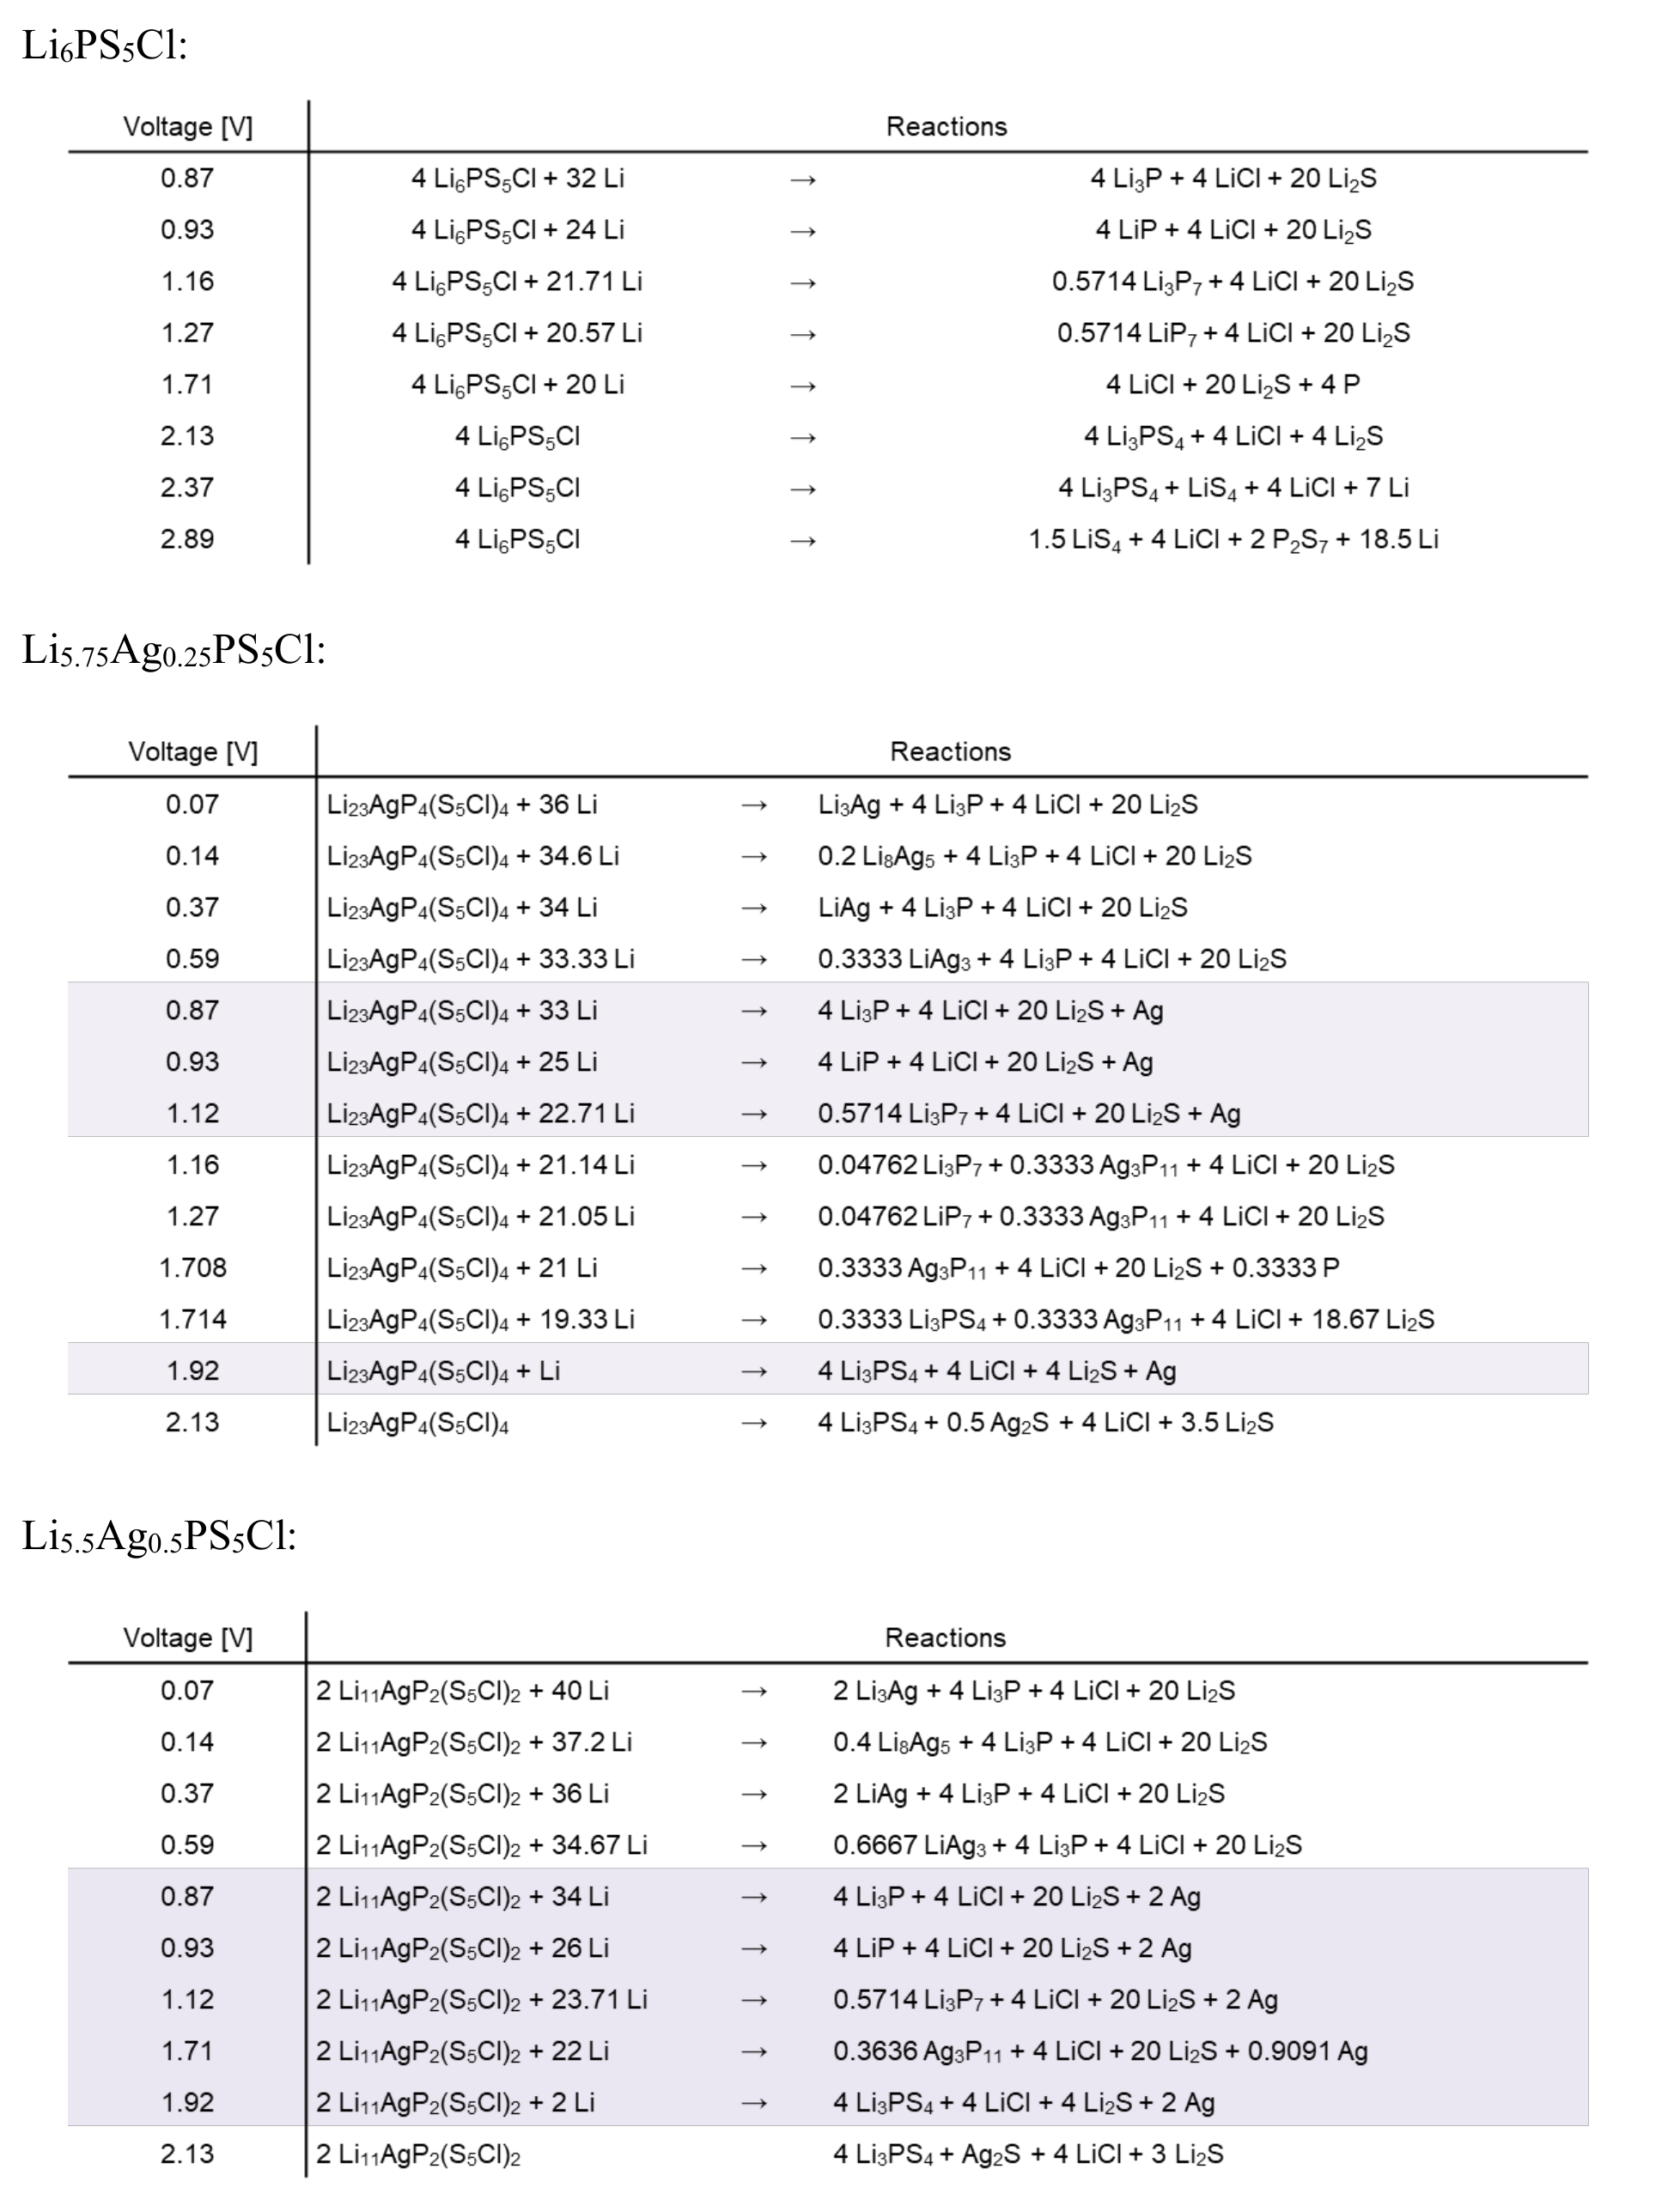 Li₆PS₅Cl:
Voltage [V] Reactions
0.87 4 Li₆PS₅Cl + 32 Li → 4 Li₃P + 4 LiCl + 20 Li₂S
0.93 4 Li₆PS₅Cl + 24 Li → 4 LiP + 4 LiCl + 20 Li₂S
1.16 4 Li₆PS₅Cl + 21.71 Li → 0.5714 Li₃P₇ + 4 LiCl + 20 Li₂S
1.27 4 Li₆PS₅Cl + 20.57 Li → 0.5714 LiP₇ + 4 LiCl + 20 Li₂S
1.71 4 Li₆PS₅Cl + 20 Li → 4 LiCl + 20 Li₂S + 4 P
2.13 4 Li₆PS₅Cl → 4 Li₃PS₄ + 4 LiCl + 4 Li₂S
2.37 4 Li₆PS₅Cl → 4 Li₃PS₄ + LiS₄ + 4 LiCl + 7 Li
2.89 4 Li₆PS₅Cl → 1.5 LiS₄ + 4 LiCl + 2 P₂S₇ + 18.5 Li
Li₅.₇₅Ag₀.₂₅PS₅Cl:
Voltage [V] Reactions
0.07 Li₂₃AgP₄(S₅Cl)₄ + 36 Li → Li₃Ag + 4 Li₃P + 4 LiCl + 20 Li₂S
0.14 Li₂₃AgP₄(S₅Cl)₄ + 34.6 Li → 0.2 Li₈Ag₅ + 4 Li₃P + 4 LiCl + 20 Li₂S
0.37 Li₂₃AgP₄(S₅Cl)₄ + 34 Li → LiAg + 4 Li₃P + 4 LiCl + 20 Li₂S
0.59 Li₂₃AgP₄(S₅Cl)₄ + 33.33 Li → 0.3333 LiAg₃ + 4 Li₃P + 4 LiCl + 20 Li₂S
0.87 Li₂₃AgP₄(S₅Cl)₄ + 33 Li → 4 Li₃P + 4 LiCl + 20 Li₂S + Ag
0.93 Li₂₃AgP₄(S₅Cl)₄ + 25 Li → 4 LiP + 4 LiCl + 20 Li₂S + Ag
1.12 Li₂₃AgP₄(S₅Cl)₄ + 22.71 Li → 0.5714 Li₃P₇ + 4 LiCl + 20 Li₂S + Ag
1.16 Li₂₃AgP₄(S₅Cl)₄ + 21.14 Li → 0.04762 Li₃P₇ + 0.3333 Ag₃P₁₁ + 4 LiCl + 20 Li₂S
1.27 Li₂₃AgP₄(S₅Cl)₄ + 21.05 Li → 0.04762 LiP₇ + 0.3333 Ag₃P₁₁ + 4 LiCl + 20 Li₂S
1.708 Li₂₃AgP₄(S₅Cl)₄ + 21 Li → 0.3333 Ag₃P₁₁ + 4 LiCl + 20 Li₂S + 0.3333 P
1.714 Li₂₃AgP₄(S₅Cl)₄ + 19.33 Li → 0.3333 Li₃PS₄ + 0.3333 Ag₃P₁₁ + 4 LiCl + 18.67 Li₂S
1.92 Li₂₃AgP₄(S₅Cl)₄ + Li → 4 Li₃PS₄ + 4 LiCl + 4 Li₂S + Ag
2.13 Li₂₃AgP₄(S₅Cl)₄ → 4 Li₃PS₄ + 0.5 Ag₂S + 4 LiCl + 3.5 Li₂S
Li₅.₅Ag₀.₅PS₅Cl:
Voltage [V] Reactions
0.07 2 Li₁₁AgP₂(S₅Cl)₂ + 40 Li → 2 Li₃Ag + 4 Li₃P + 4 LiCl + 20 Li₂S
0.14 2 Li₁₁AgP₂(S₅Cl)₂ + 37.2 Li → 0.4 Li₈Ag₅ + 4 Li₃P + 4 LiCl + 20 Li₂S
0.37 2 Li₁₁AgP₂(S₅Cl)₂ + 36 Li → 2 LiAg + 4 Li₃P + 4 LiCl + 20 Li₂S
0.59 2 Li₁₁AgP₂(S₅Cl)₂ + 34.67 Li → 0.6667 LiAg₃ + 4 Li₃P + 4 LiCl + 20 Li₂S
0.87 2 Li₁₁AgP₂(S₅Cl)₂ + 34 Li → 4 Li₃P + 4 LiCl + 20 Li₂S + 2 Ag
0.93 2 Li₁₁AgP₂(S₅Cl)₂ + 26 Li → 4 LiP + 4 LiCl + 20 Li₂S + 2 Ag
1.12 2 Li₁₁AgP₂(S₅Cl)₂ + 23.71 Li → 0.5714 Li₃P₇ + 4 LiCl + 20 Li₂S + 2 Ag
1.71 2 Li₁₁AgP₂(S₅Cl)₂ + 22 Li → 0.3636 Ag₃P₁₁ + 4 LiCl + 20 Li₂S + 0.9091 Ag
1.92 2 Li₁₁AgP₂(S₅Cl)₂ + 2 Li → 4 Li₃PS₄ + 4 LiCl + 4 Li₂S + 2 Ag
2.13 2 Li₁₁AgP₂(S₅Cl)₂ 4 Li₃PS₄ + Ag₂S + 4 LiCl + 3 Li₂S